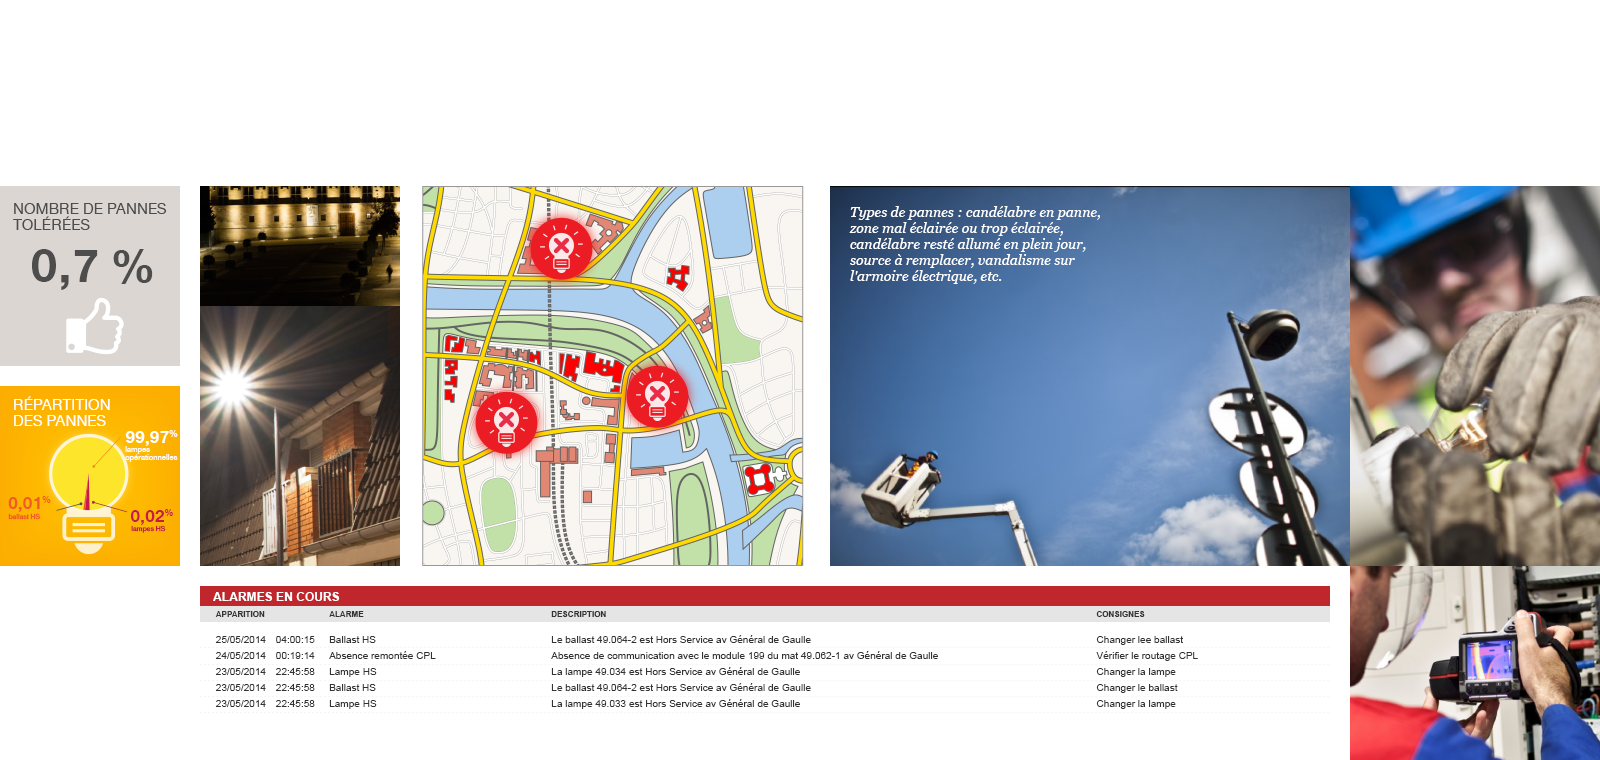 NOMBRE DE PANNES
TOLÉRÉES
0,7 %
RÉPARTITION
DES PANNES
99,97%
lampes
opérationnelles
0,01%
ballast HS
0,02%
lampes HS
Types de pannes : candélabre en panne,
zone mal éclairée ou trop éclairée,
candélabre resté allumé en plein jour,
source à remplacer, vandalisme sur
l'armoire électrique, etc.
ALARMES EN COURS
APPARITION ALARME DESCRIPTION CONSIGNES
25/05/2014 04:00:15 Ballast HS Le ballast 49.064-2 est Hors Service av Général de Gaulle Changer lee ballast
24/05/2014 00:19:14 Absence remontée CPL Absence de communication avec le module 199 du mat 49.062-1 av Général de Gaulle Vérifier le routage CPL
23/05/2014 22:45:58 Lampe HS La lampe 49.034 est Hors Service av Général de Gaulle Changer la lampe
23/05/2014 22:45:58 Ballast HS Le ballast 49.064-2 est Hors Service av Général de Gaulle Changer le ballast
23/05/2014 22:45:58 Lampe HS La lampe 49.033 est Hors Service av Général de Gaulle Changer la lampe